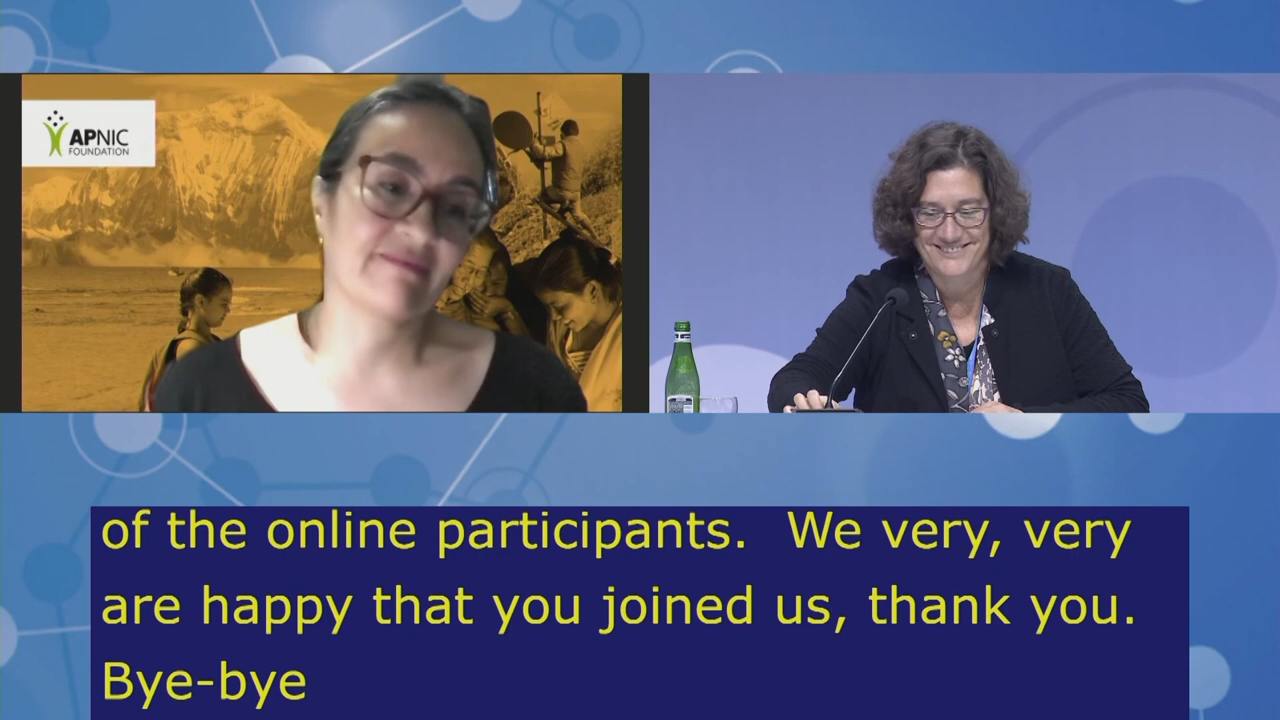 APNIC
FOUNDATION
of the online participants.  We very, very
are happy that you joined us, thank you.
Bye-bye